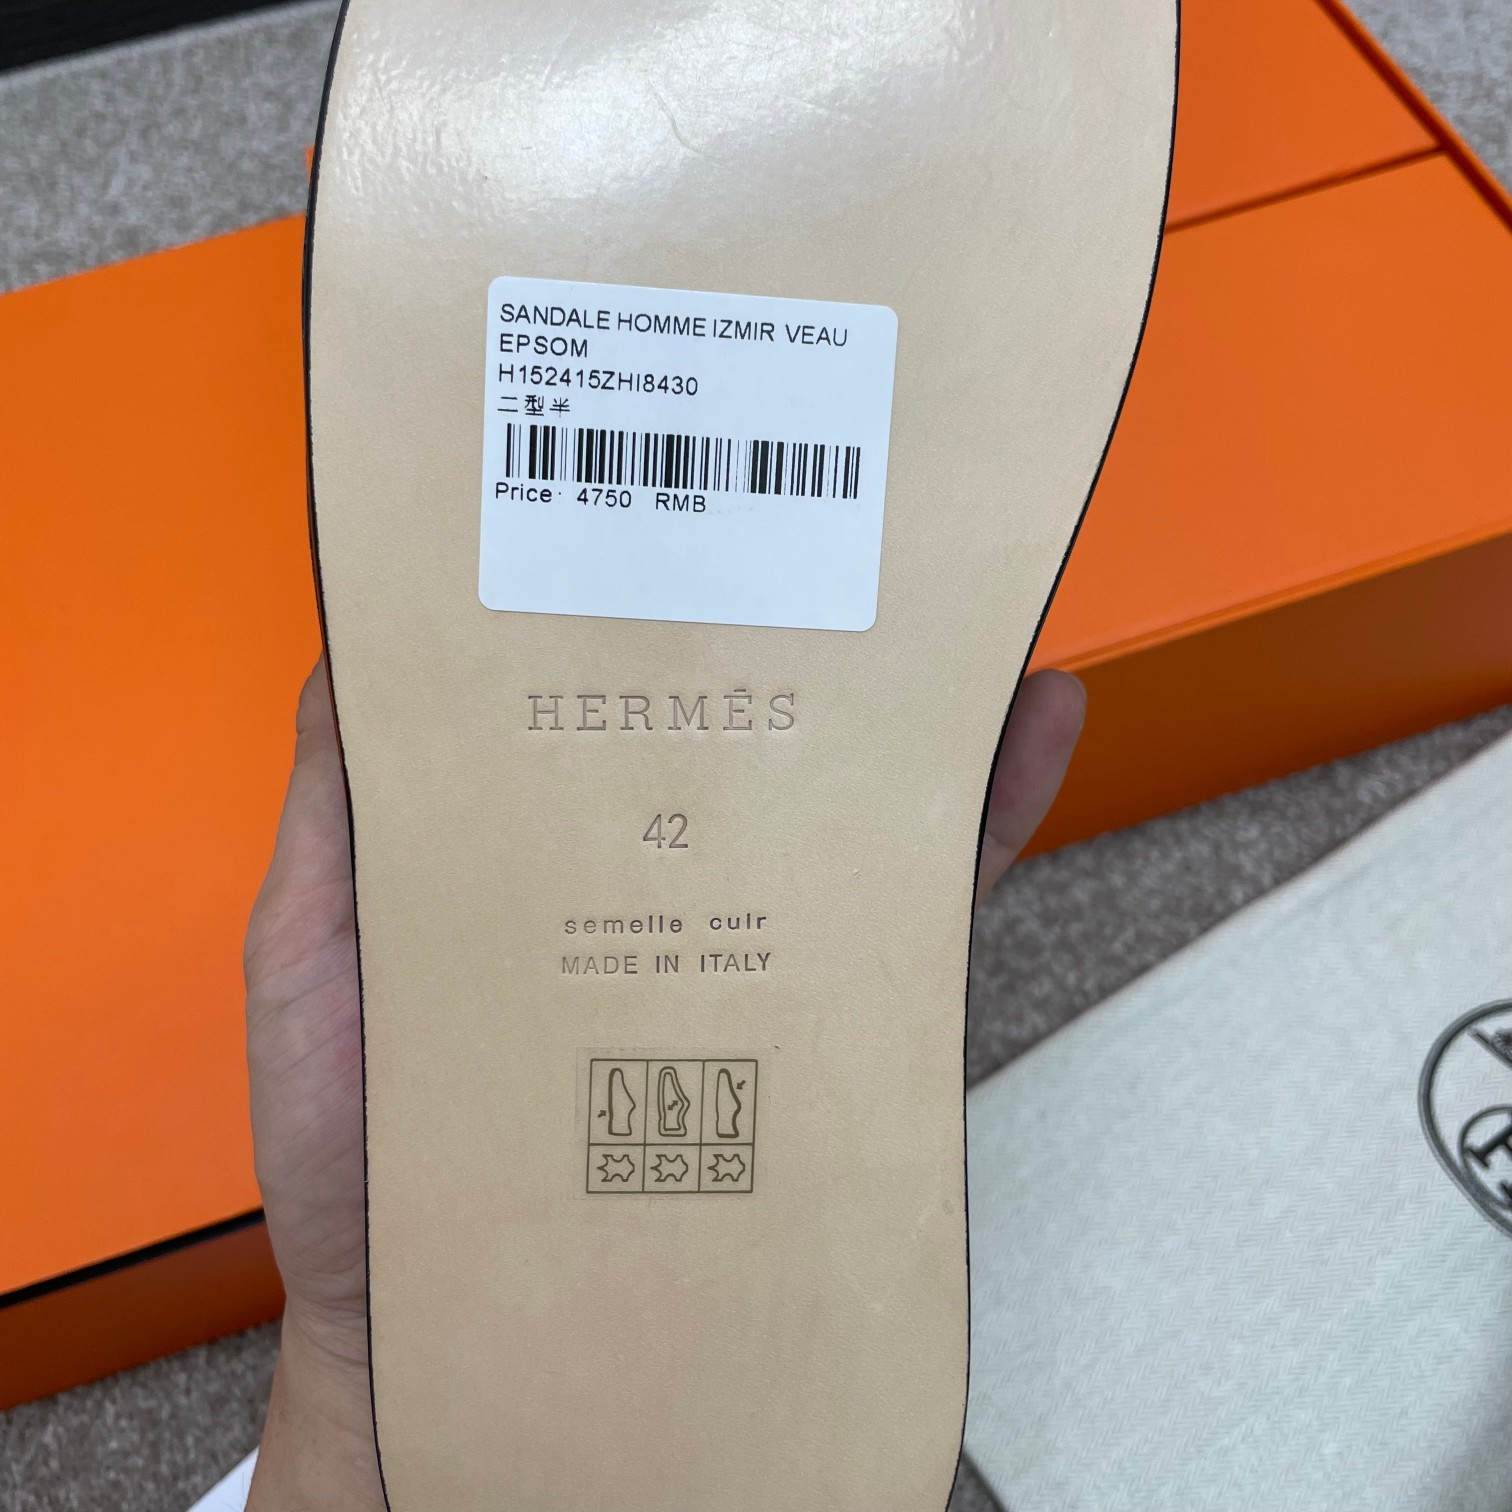 SANDALE HOMME IZMIR VEAU
EPSOM
H152415ZHI8430
二型半
Price: 4750 RMB
HERMÈS
42
semelle cuir
MADE IN ITALY